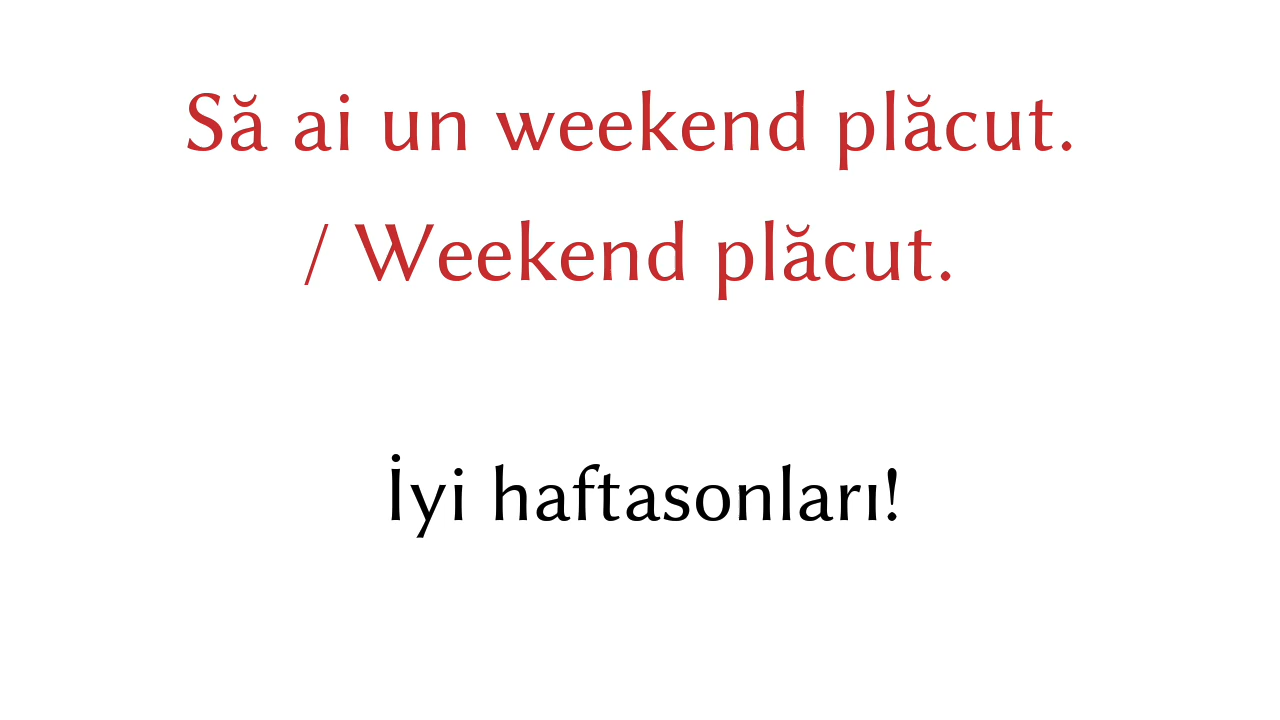 Să ai un weekend plăcut.
/ Weekend plăcut.
İyi haftasonları!